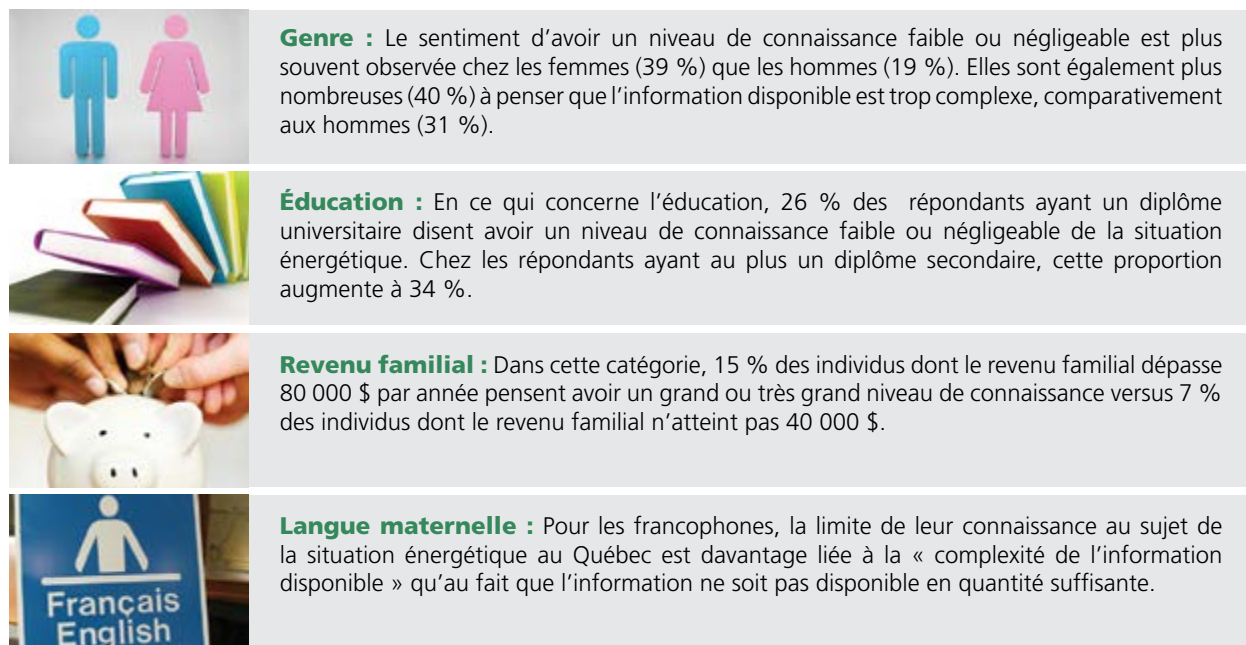 Genre : Le sentiment d'avoir un niveau de connaissance faible ou négligeable est plus
souvent observée chez les femmes (39 %) que les hommes (19 %). Elles sont également plus
nombreuses (40 %) à penser que l'information disponible est trop complexe, comparativement
aux hommes (31 %).
Éducation : En ce qui concerne l'éducation, 26 % des répondants ayant un diplôme
universitaire disent avoir un niveau de connaissance faible ou négligeable de la situation
énergétique. Chez les répondants ayant au plus un diplôme secondaire, cette proportion
augmente à 34 %.
Revenu familial : Dans cette catégorie, 15 % des individus dont le revenu familial dépasse
80 000 $ par année pensent avoir un grand ou très grand niveau de connaissance versus 7 %
des individus dont le revenu familial n'atteint pas 40 000 $.
Français
English
Langue maternelle : Pour les francophones, la limite de leur connaissance au sujet de
la situation énergétique au Québec est davantage liée à la « complexité de l'information
disponible » qu'au fait que l'information ne soit pas disponible en quantité suffisante.